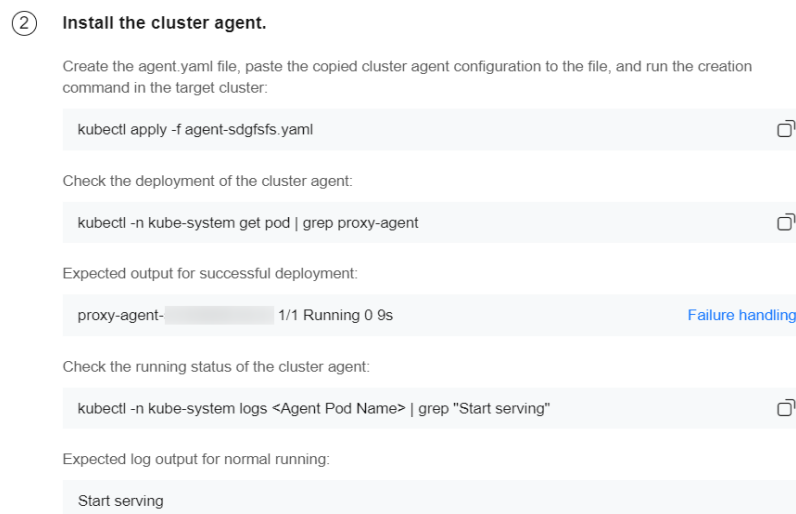 2 Install the cluster agent.
Create the agent.yaml file, paste the copied cluster agent configuration to the file, and run the creation
command in the target cluster:
kubectl apply -f agent-sdgfsfs.yaml
Check the deployment of the cluster agent:
kubectl -n kube-system get pod | grep proxy-agent
Expected output for successful deployment:
proxy-agent- 1/1 Running 0 9s Failure handling
Check the running status of the cluster agent:
kubectl -n kube-system logs <Agent Pod Name> | grep "Start serving"
Expected log output for normal running:
Start serving